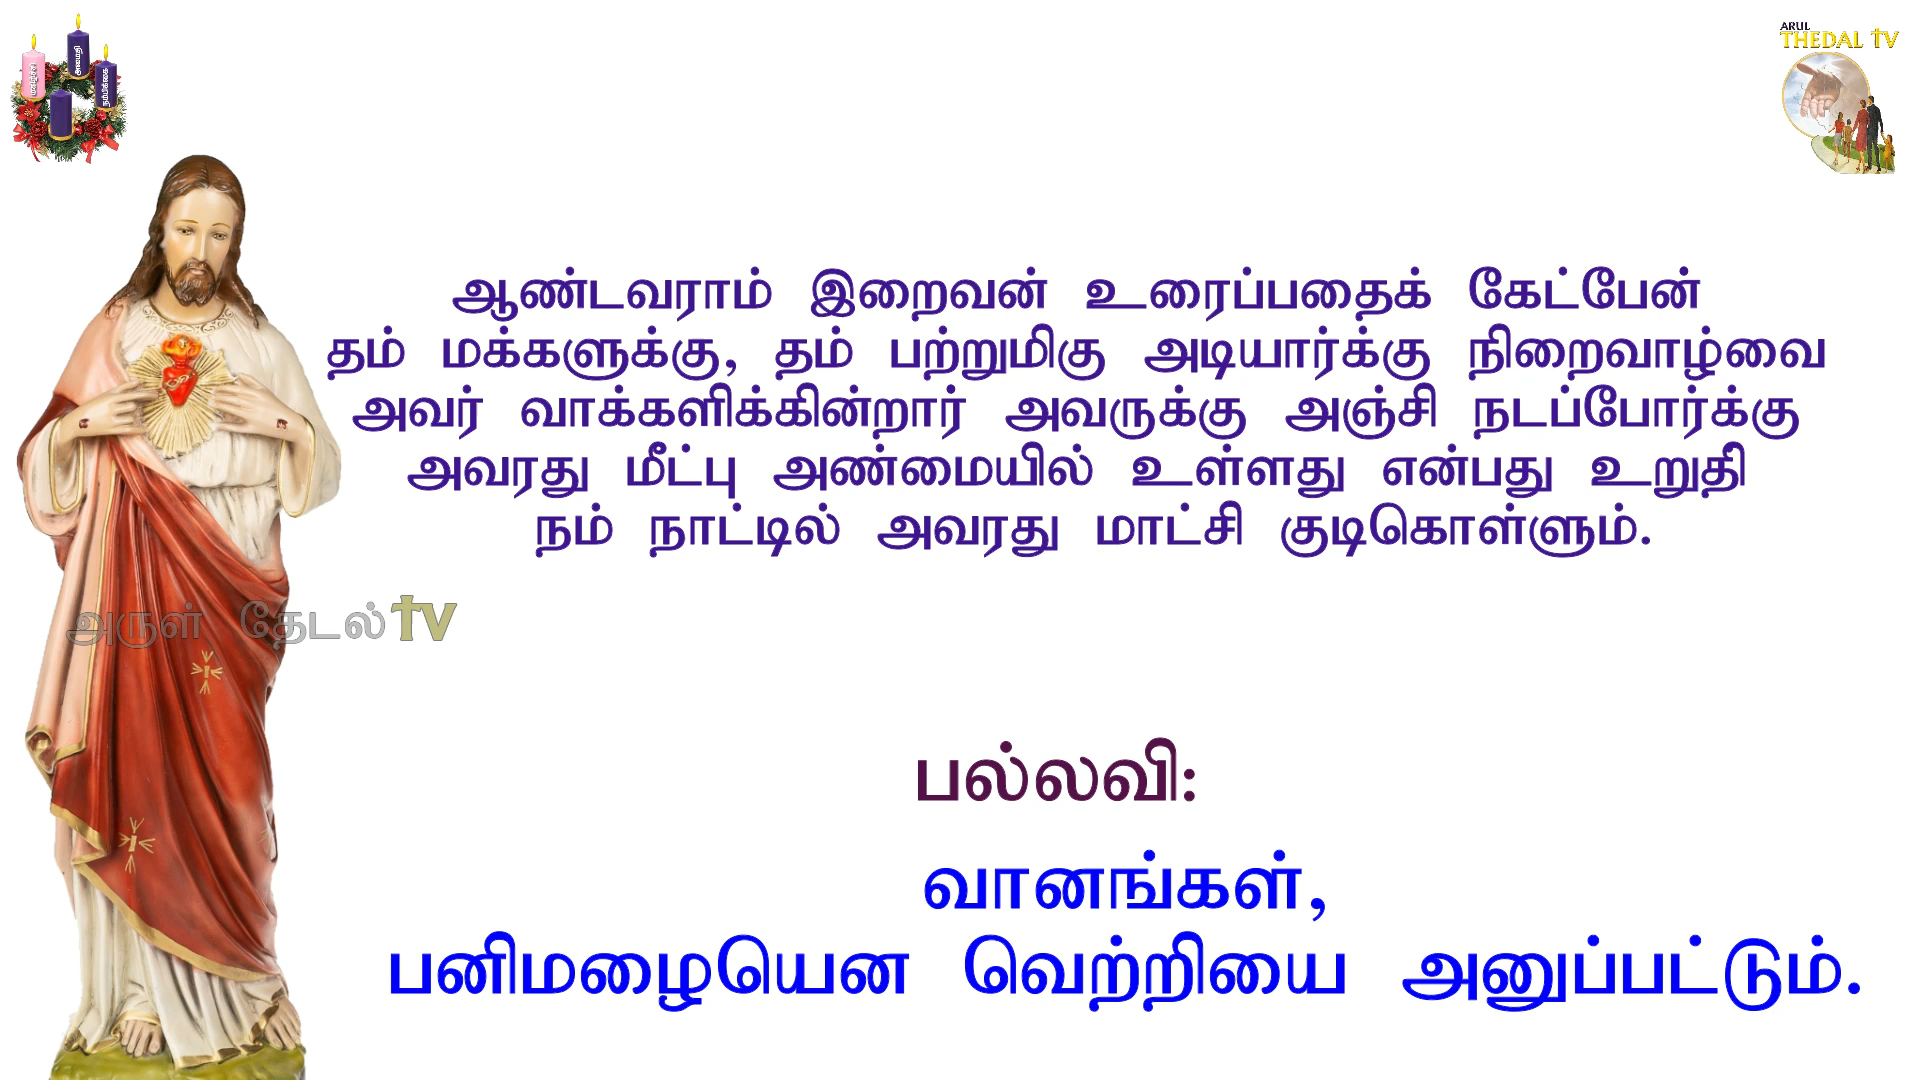 ARUL
THEDAL TV
ஆண்டவராம் இறைவன் உரைப்பதைக் கேட்பேன்
தம் மக்களுக்கு, தம் பற்றுமிகு அடியார்க்கு நிறைவாழ்வை
அவர் வாக்களிக்கின்றார் அவருக்கு அஞ்சி நடப்போர்க்கு
அவரது மீட்பு அண்மையில் உள்ளது என்பது உறுதி
நம் நாட்டில் அவரது மாட்சி குடிகொள்ளும்.
அருள் தேடல் TV
பல்லவி:
வானங்கள்,
பனிமழையென வெற்றியை அனுப்பட்டும்.